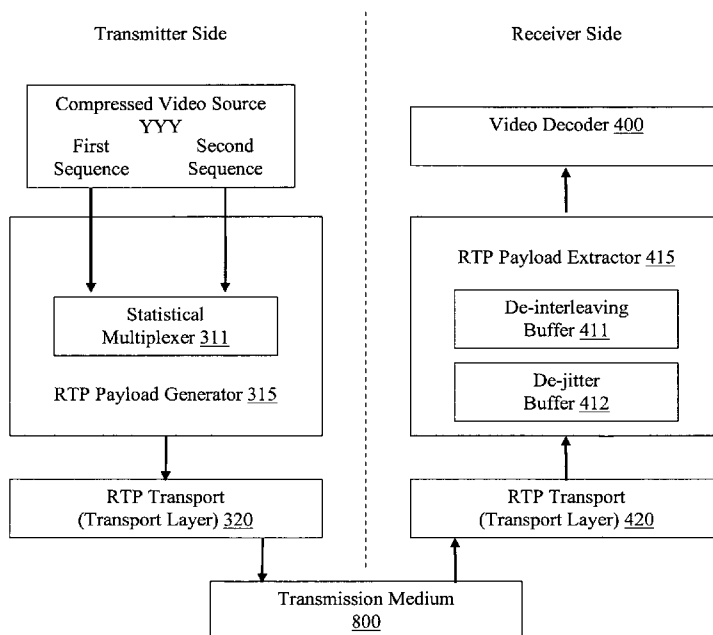 Transmitter Side
Compressed Video Source
YYY
First Sequence
Second Sequence
Statistical
Multiplexer 311
RTP Payload Generator 315
RTP Transport
(Transport Layer) 320
Receiver Side
Video Decoder 400
RTP Payload Extractor 415
De-interleaving
Buffer 411
De-jitter
Buffer 412
RTP Transport
(Transport Layer) 420
Transmission Medium
800